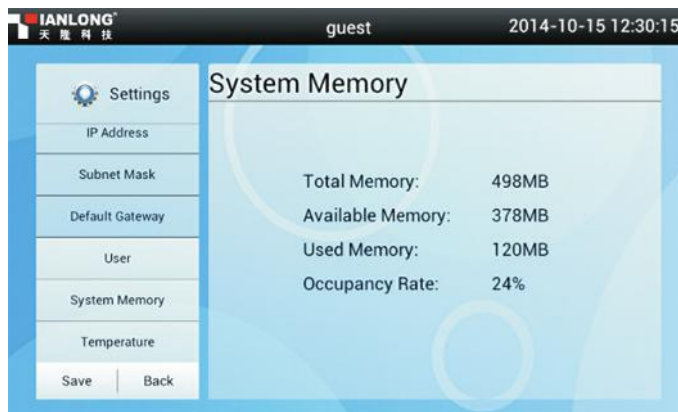 TIANLONG
天隆科技
guest
2014-10-15 12:30:15
Settings
IP Address
Subnet Mask
Default Gateway
User
System Memory
Temperature
Save
Back
System Memory
Total Memory: 498MB
Available Memory: 378MB
Used Memory: 120MB
Occupancy Rate: 24%